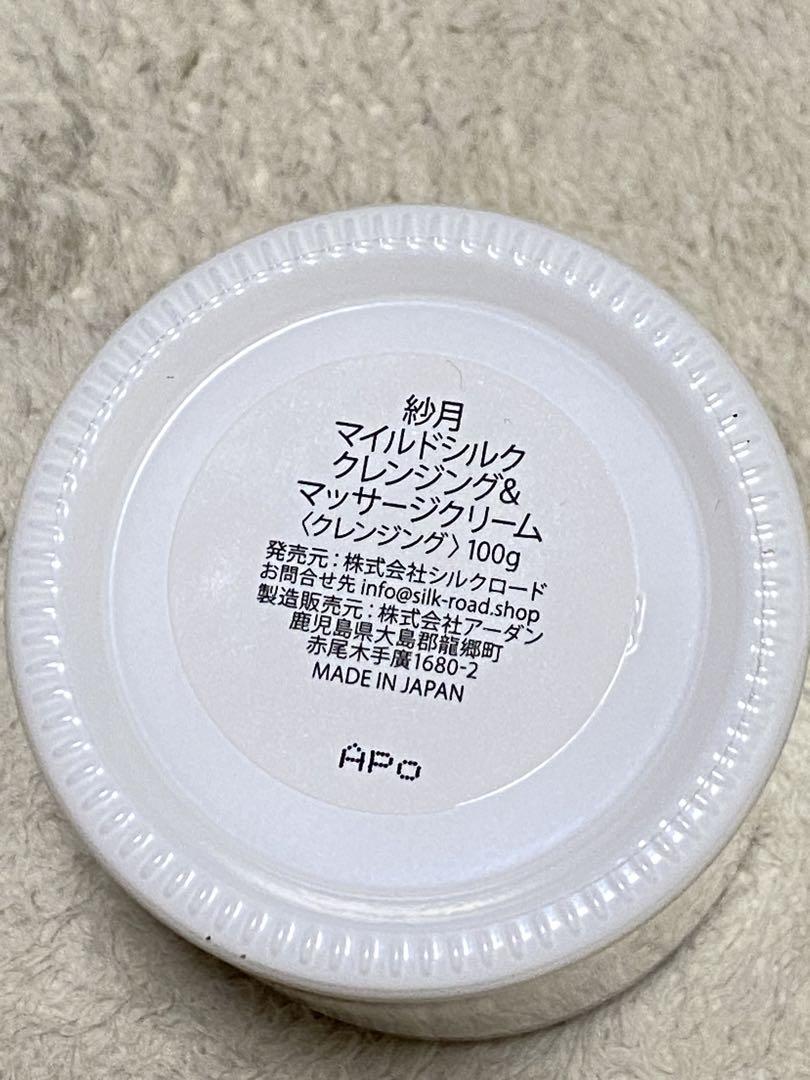 紗月
マイルドシルク
クレンジング&
マッサージクリーム
〈クレンジング〉100g
発売元：株式会社シルクロード
お問合せ先 info@silk-road.shop
製造販売元：株式会社アーダン
鹿児島県大島郡龍郷町
赤尾木手廣1680-2
MADE IN JAPAN
APo